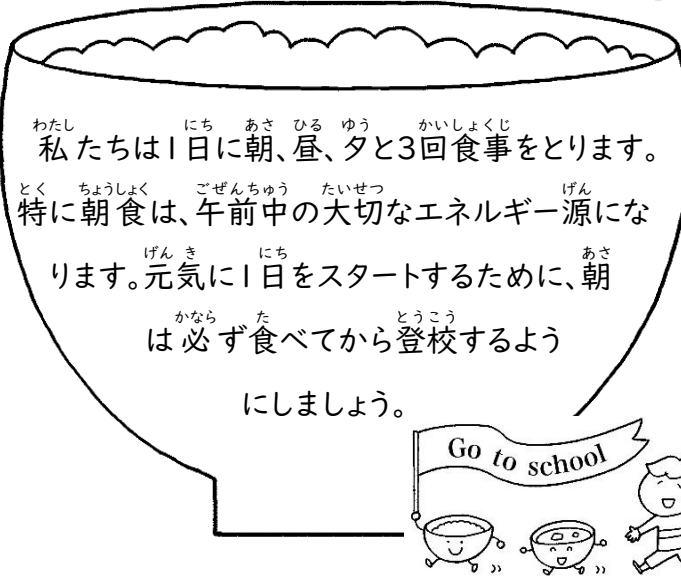 私たちは1日に朝、昼、夕と3回食事をとります。
特に朝食は、午前中の大切なエネルギー源にな
ります。元気に1日をスタートするために、朝
は必ず食べてから登校するよう
にしましょう。
Go to school